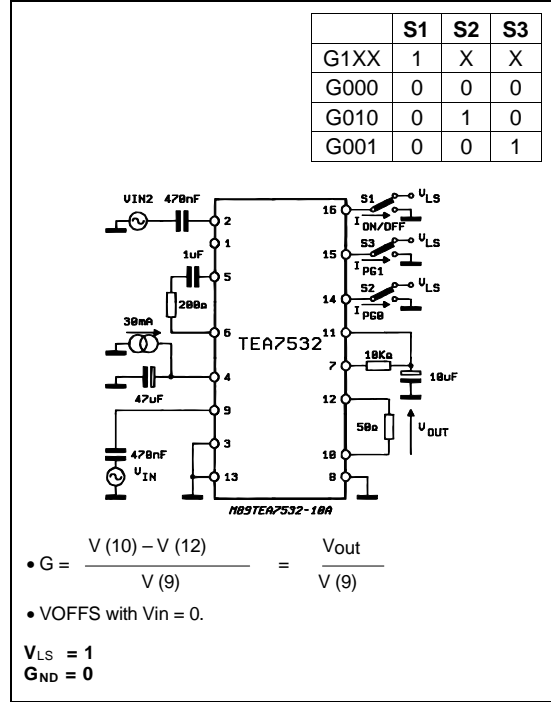 S1 S2 S3
G1XX 1 X X
G000 0 0 0
G010 0 1 0
G001 0 0 1
VIN2 470nF
2
1
1uF
5
200Ω
6
30mA
4
47uF
9
470nF
VIN
3
13
TEA7532
16
S1
VLS
ION/OFF
15
S3
VLS
IPG1
14
S2
VLS
IPG0
11
7
10KΩ
10uF
12
50Ω
VOUT
10
8
M89TEA7532-10A
• G = V (10) – V (12) / V (9) = Vout / V (9)
• VOFFS with Vin = 0.
VLS = 1
GND = 0